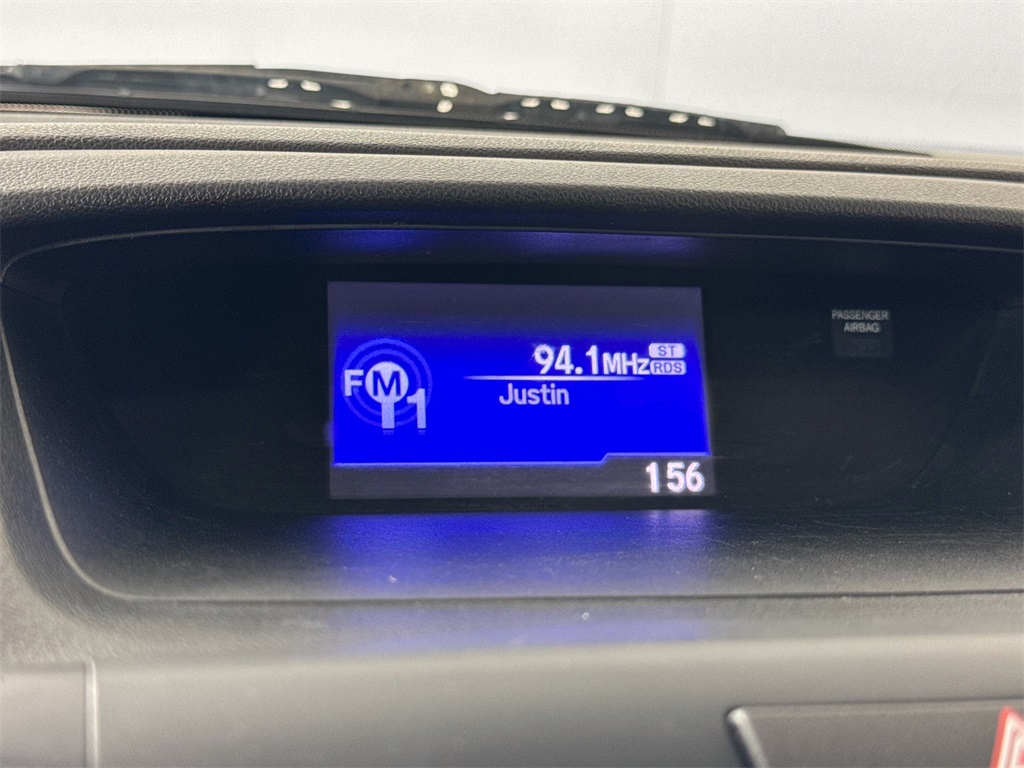 PASSENGER
AIRBAG
94.1MHz ST
RDS
FM1
Justin
156